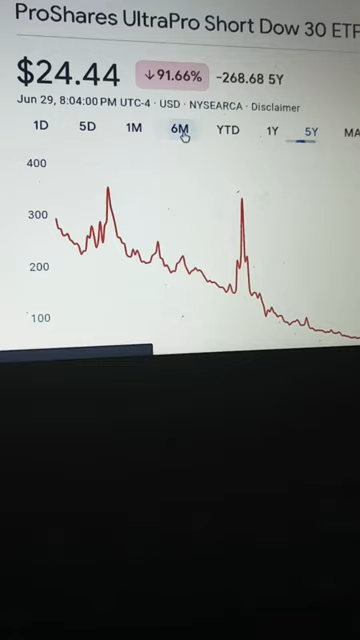 ProShares UltraPro Short Dow 30 ETF
$24.44 ↓91.66% -268.68 5Y
Jun 29, 8:04:00 PM UTC-4 · USD · NYSEARCA · Disclaimer
1D 5D 1M 6M YTD 1Y 5Y MA
400
300
200
100